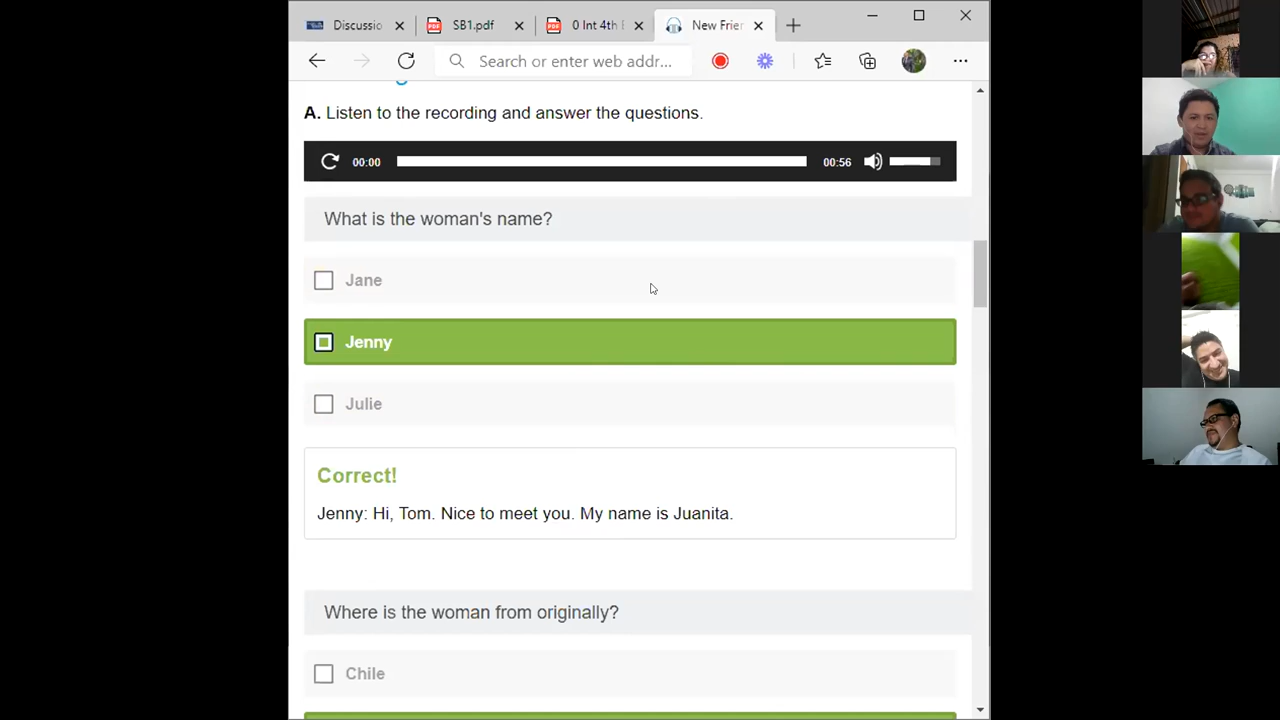 Discussio
SB1.pdf
0 Int 4th
New Frier
Search or enter web addr...
A. Listen to the recording and answer the questions.
00:00
00:56
What is the woman's name?
Jane
Jenny
Julie
Correct!
Jenny: Hi, Tom. Nice to meet you. My name is Juanita.
Where is the woman from originally?
Chile